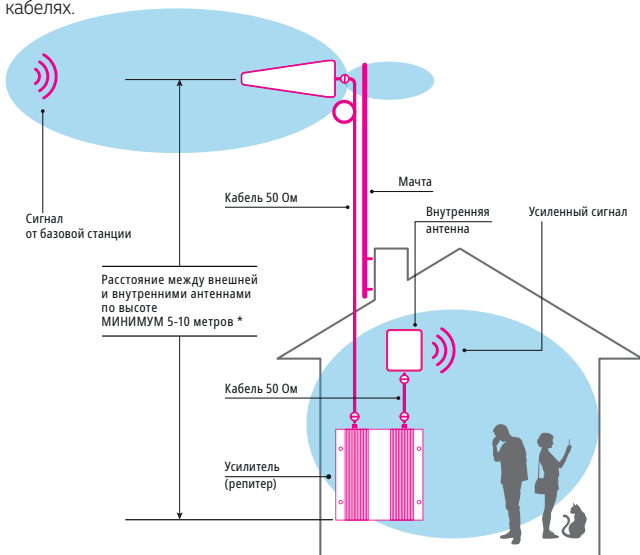 кабелях.
Сигнал
от базовой станции
Кабель 50 Ом
Мачта
Внутренняя
антенна
Усиленный сигнал
Расстояние между внешней
и внутренними антеннами
по высоте
МИНИМУМ 5-10 метров *
Кабель 50 Ом
Усилитель
(репитер)